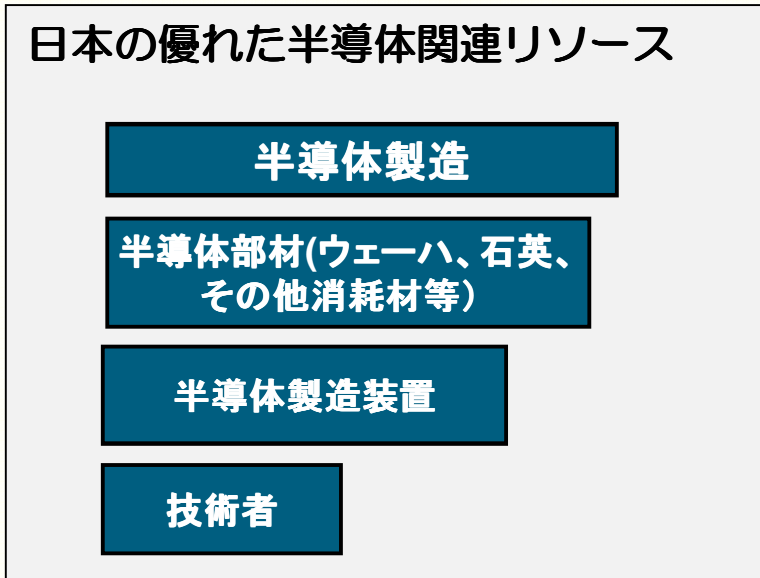 日本の優れた半導体関連リソース
半導体製造
半導体部材(ウェーハ、石英、
その他消耗材等）
半導体製造装置
技術者